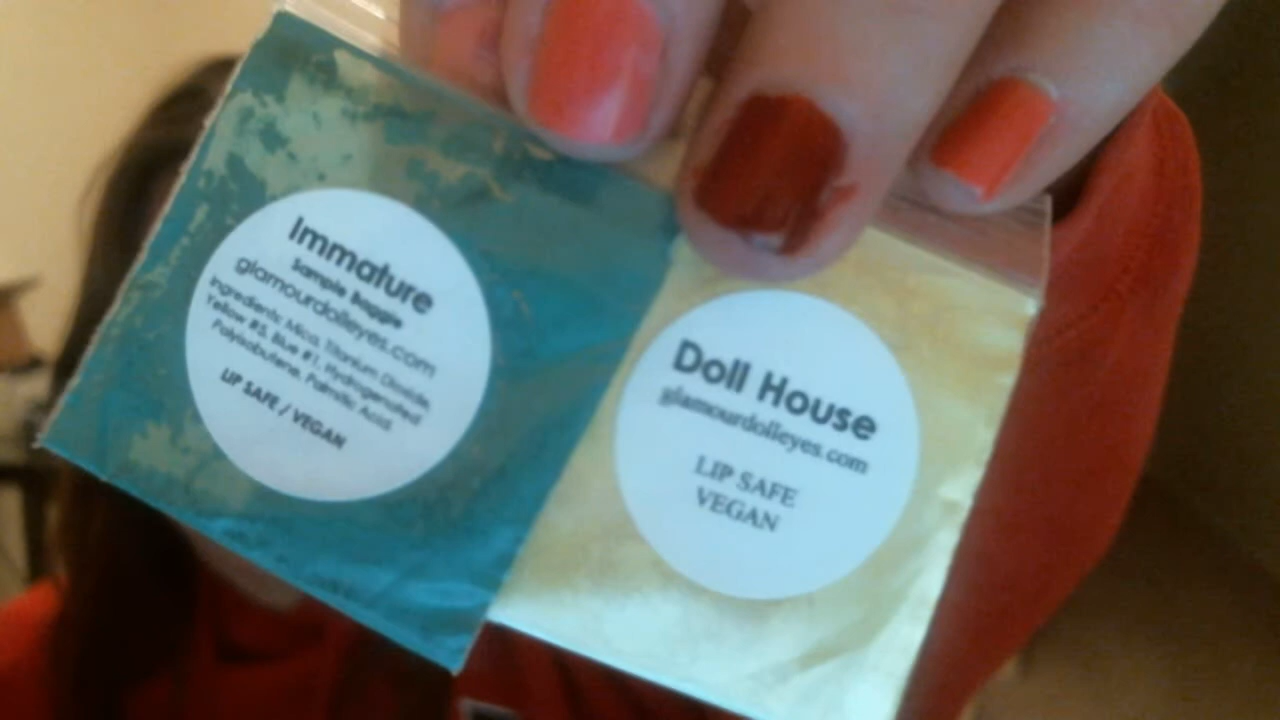 Immature
Sample Baggie
glamourdolleyes.com
Ingredients: Mica, Titanium Dioxide,
Yellow #5, Blue #1, Hydrogenated
Polyisobutene, Palmitic Acid
LIP SAFE / VEGAN
Doll House
glamourdolleyes.com
LIP SAFE
VEGAN